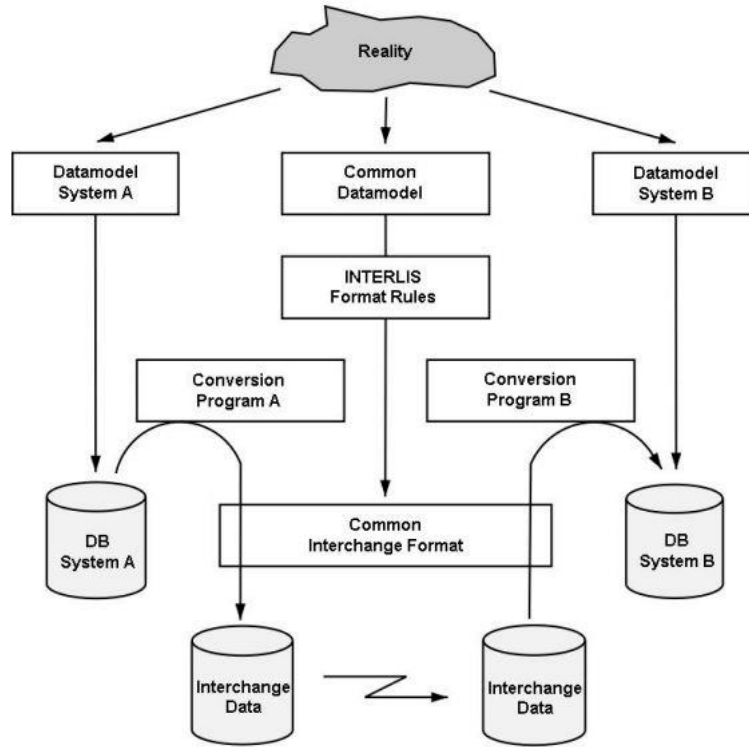 Reality
Datamodel
System A
Common
Datamodel
Datamodel
System B
INTERLIS
Format Rules
Conversion
Program A
Conversion
Program B
DB
System A
Common
Interchange Format
DB
System B
Interchange
Data
Interchange
Data